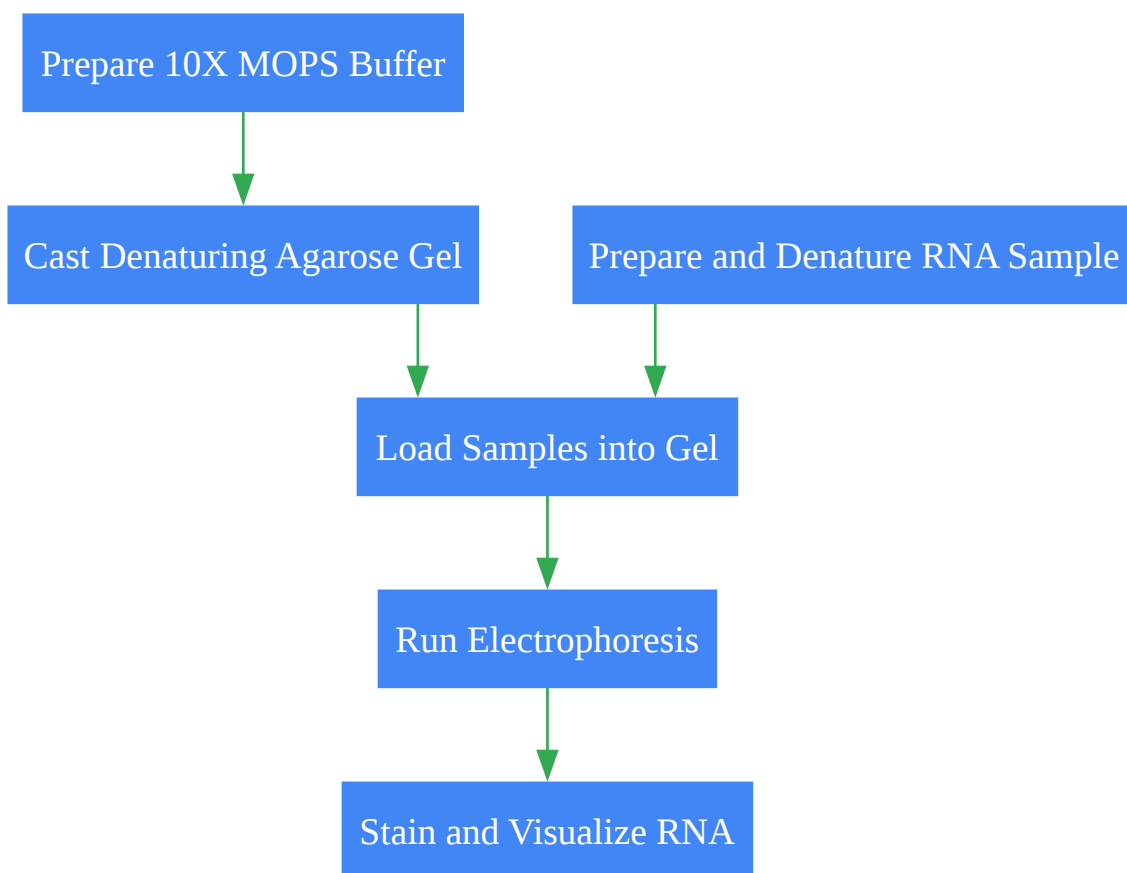 Prepare 10X MOPS Buffer
Cast Denaturing Agarose Gel
Prepare and Denature RNA Sample
Load Samples into Gel
Run Electrophoresis
Stain and Visualize RNA